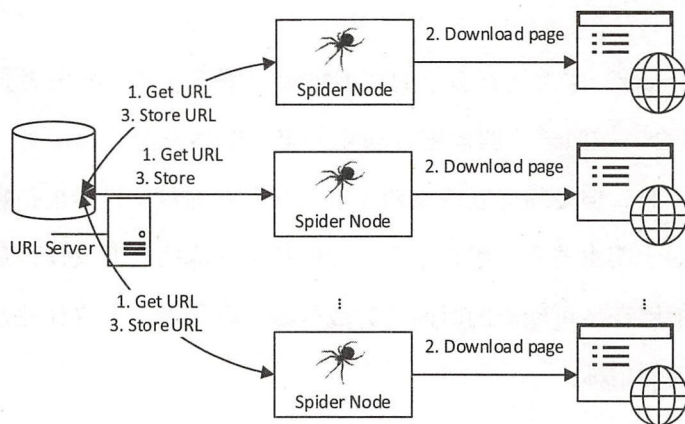 2. Download page
Spider Node
1. Get URL
3. Store URL
1. Get URL
3. Store
2. Download page
Spider Node
URL Server
1. Get URL
3. Store URL
...
...
2. Download page
Spider Node